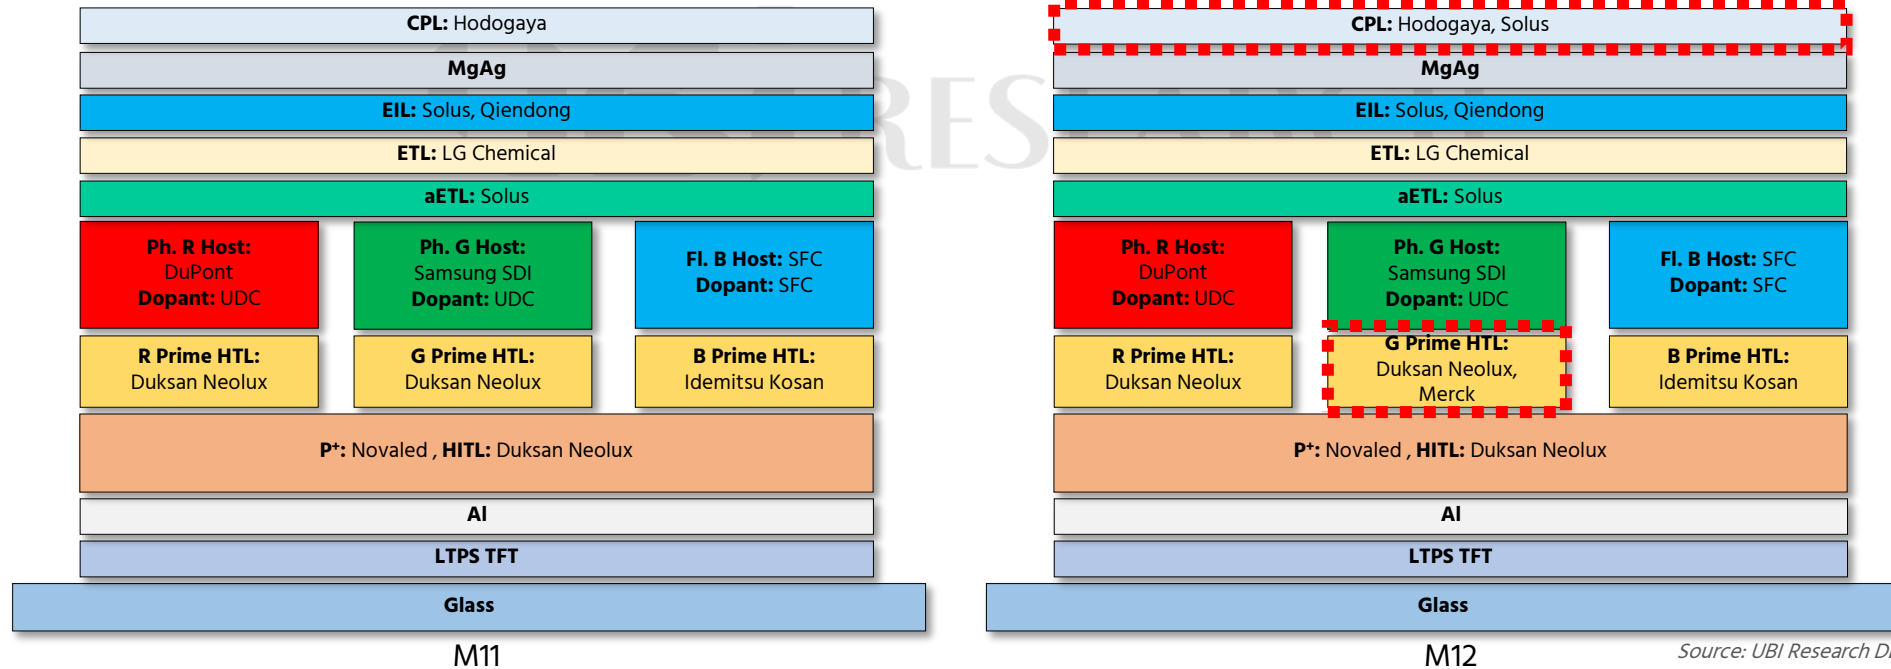 CPL: Hodogaya
MgAg
EIL: Solus, Qiendong
ETL: LG Chemical
aETL: Solus
Ph. R Host:
DuPont
Dopant: UDC
Ph. G Host:
Samsung SDI
Dopant: UDC
Fl. B Host: SFC
Dopant: SFC
R Prime HTL:
Duksan Neolux
G Prime HTL:
Duksan Neolux
B Prime HTL:
Idemitsu Kosan
P+: Novaled , HITL: Duksan Neolux
Al
LTPS TFT
Glass
M11
CPL: Hodogaya, Solus
MgAg
EIL: Solus, Qiendong
ETL: LG Chemical
aETL: Solus
Ph. R Host:
DuPont
Dopant: UDC
Ph. G Host:
Samsung SDI
Dopant: UDC
Fl. B Host: SFC
Dopant: SFC
R Prime HTL:
Duksan Neolux
G Prime HTL:
Duksan Neolux,
Merck
B Prime HTL:
Idemitsu Kosan
P+: Novaled , HITL: Duksan Neolux
Al
LTPS TFT
Glass
M12
Source: UBI Research